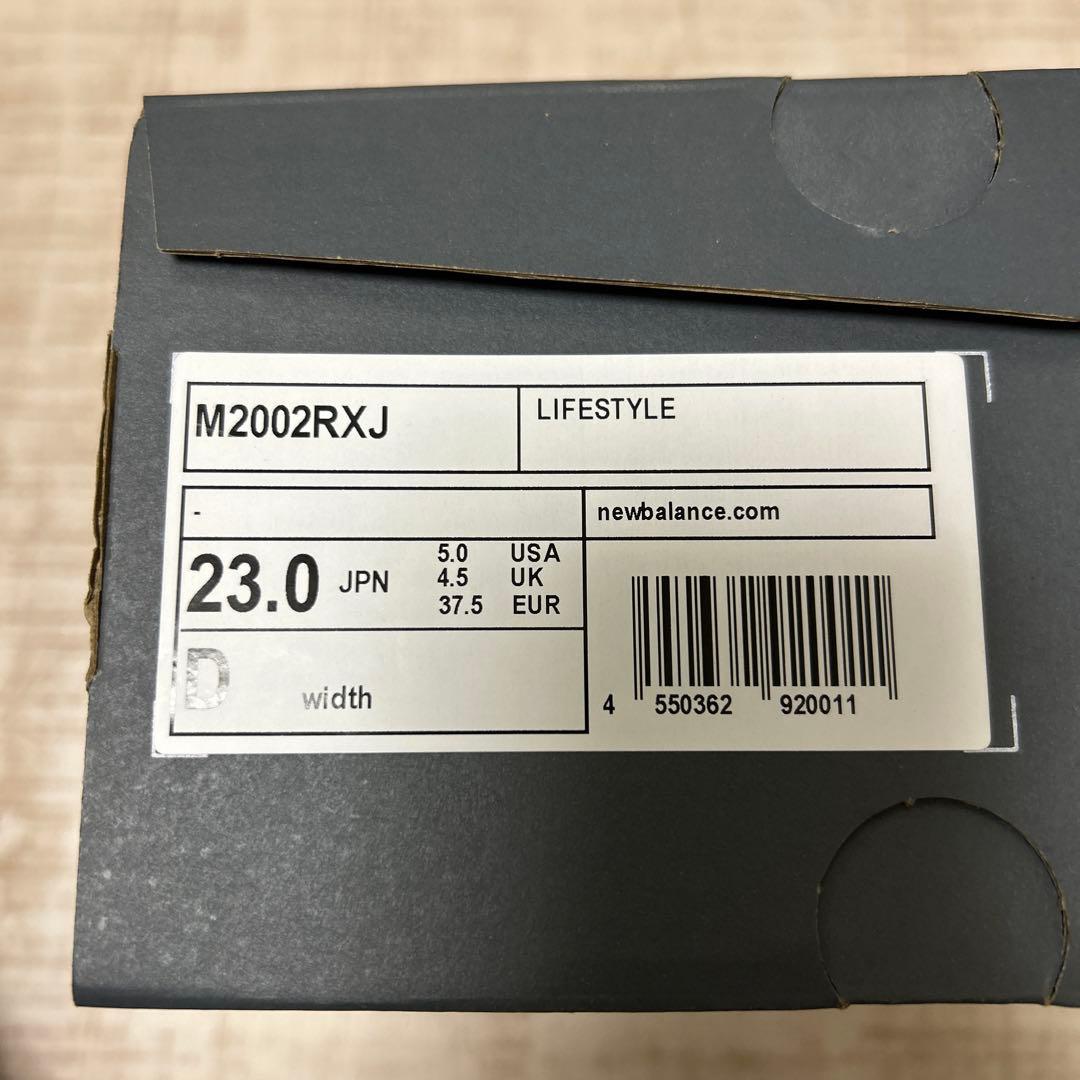 M2002RXJ
LIFESTYLE
-
newbalance.com
23.0 JPN
5.0 USA
4.5 UK
37.5 EUR
D width
4 550362 920011